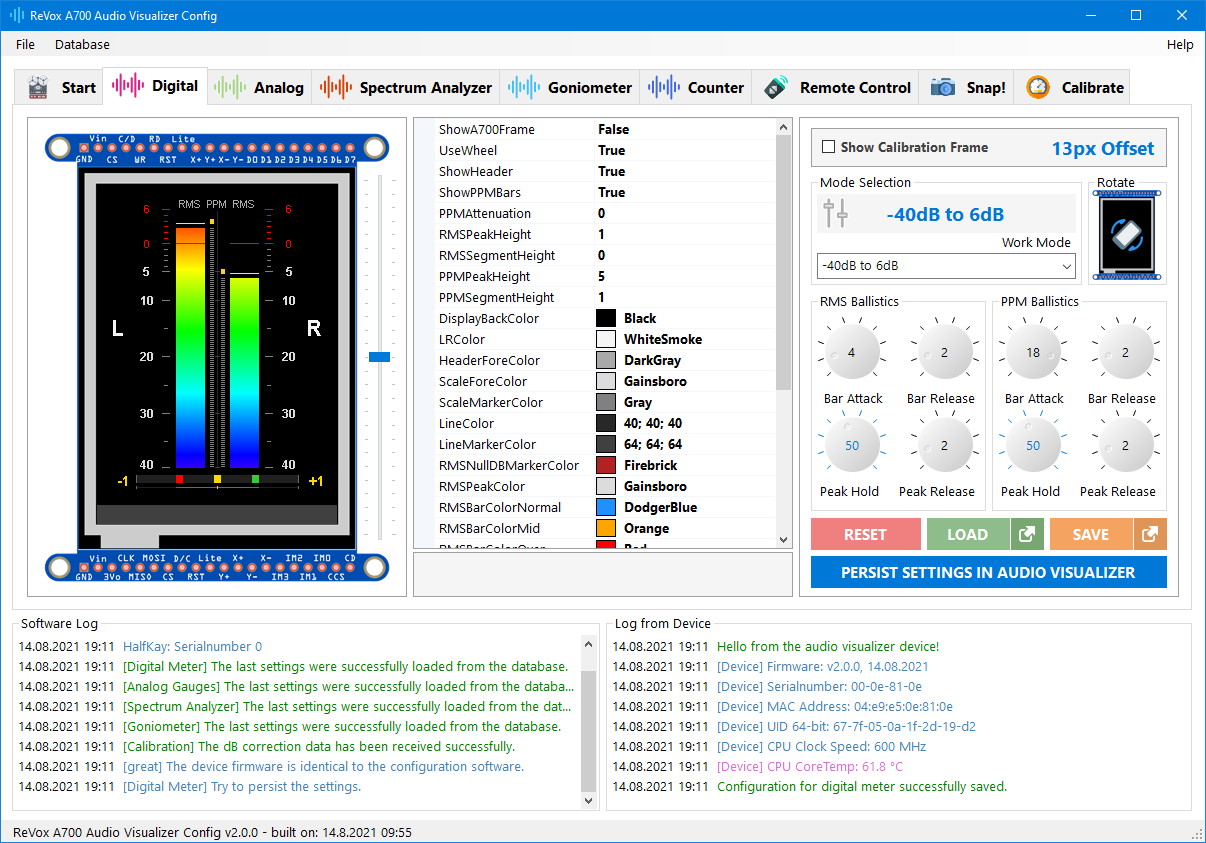 ReVox A700 Audio Visualizer Config
File Database Help
Start Digital Analog Spectrum Analyzer Goniometer Counter Remote Control Snap! Calibrate
Vin C/D RD Lite
GND CS WR RST X+ Y+ X- Y- D0 D1 D2 D3 D4 D5 D6 D7
RMS PPM RMS
6 6
0 0
5 5
10 10
L R
20 20
30 30
40 40
-1 +1
Vin CLK MOSI D/C Lite X+ X- IM2 IM0 CD
GND 3Vo MISO CS RST Y+ Y- IM3 IM1 CCS
ShowA700Frame False
UseWheel True
ShowHeader True
ShowPPMBars True
PPMAttenuation 0
RMSPeakHeight 1
RMSSegmentHeight 0
PPMPeakHeight 5
PPMSegmentHeight 1
DisplayBackColor Black
LRColor WhiteSmoke
HeaderForeColor DarkGray
ScaleForeColor Gainsboro
ScaleMarkerColor Gray
LineColor 40; 40; 40
LineMarkerColor 64; 64; 64
RMSNullDBMarkerColor Firebrick
RMSPeakColor Gainsboro
RMSBarColorNormal DodgerBlue
RMSBarColorMid Orange
RMSBarColorOver Red
Show Calibration Frame 13px Offset
Mode Selection
-40dB to 6dB
Work Mode
-40dB to 6dB
Rotate
RMS Ballistics
4 2
Bar Attack Bar Release
50 2
Peak Hold Peak Release
PPM Ballistics
18 2
Bar Attack Bar Release
50 2
Peak Hold Peak Release
RESET LOAD SAVE
PERSIST SETTINGS IN AUDIO VISUALIZER
Software Log
14.08.2021 19:11 HalfKay: Serialnumber 0
14.08.2021 19:11 [Digital Meter] The last settings were successfully loaded from the database.
14.08.2021 19:11 [Analog Gauges] The last settings were successfully loaded from the databa...
14.08.2021 19:11 [Spectrum Analyzer] The last settings were successfully loaded from the dat...
14.08.2021 19:11 [Goniometer] The last settings were successfully loaded from the database.
14.08.2021 19:11 [Calibration] The dB correction data has been received successfully.
14.08.2021 19:11 [great] The device firmware is identical to the configuration software.
14.08.2021 19:11 [Digital Meter] Try to persist the settings.
Log from Device
14.08.2021 19:11 Hello from the audio visualizer device!
14.08.2021 19:11 [Device] Firmware: v2.0.0, 14.08.2021
14.08.2021 19:11 [Device] Serialnumber: 00-0e-81-0e
14.08.2021 19:11 [Device] MAC Address: 04:e9:e5:0e:81:0e
14.08.2021 19:11 [Device] UID 64-bit: 67-7f-05-0a-1f-2d-19-d2
14.08.2021 19:11 [Device] CPU Clock Speed: 600 MHz
14.08.2021 19:11 [Device] CPU CoreTemp: 61.8 °C
14.08.2021 19:11 Configuration for digital meter successfully saved.
ReVox A700 Audio Visualizer Config v2.0.0 - built on: 14.8.2021 09:55